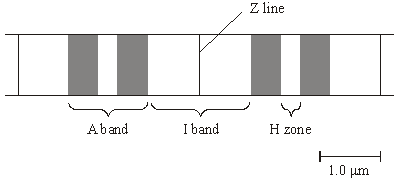 Z line
A band
I band
H zone
1.0 μm